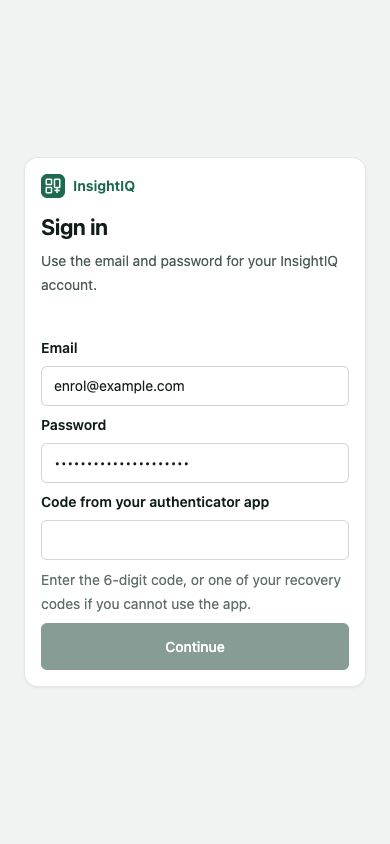 InsightIQ
Sign in
Use the email and password for your InsightIQ
account.
Email
enrol@example.com
Password
•••••••••••••••••••••
Code from your authenticator app
Enter the 6-digit code, or one of your recovery
codes if you cannot use the app.
Continue